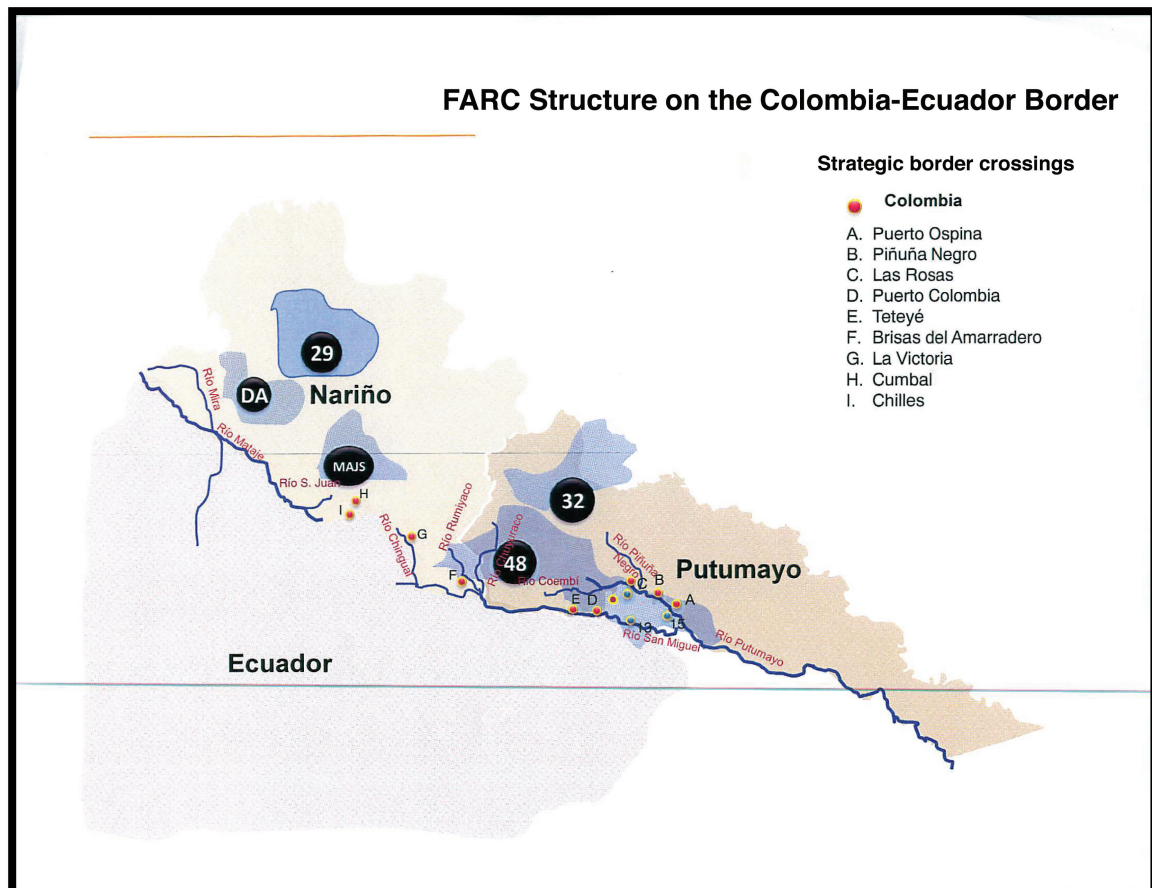 FARC Structure on the Colombia-Ecuador Border
Strategic border crossings
Colombia
A. Puerto Ospina
B. Piñuña Negro
C. Las Rosas
D. Puerto Colombia
E. Teteyé
F. Brisas del Amarradero
G. La Victoria
H. Cumbal
I. Chilles
29
DA
Nariño
Río Mira
Río Mataje
MAJS
Río S. Juan
H
I
32
G
Río Chingual
Río Rumiyaco
Río Churuyaco
48
F
Río Coembí
Río Piñuña
Negro
Putumayo
C
B
A
E
D
13
15
Río San Miguel
Río Putumayo
Ecuador